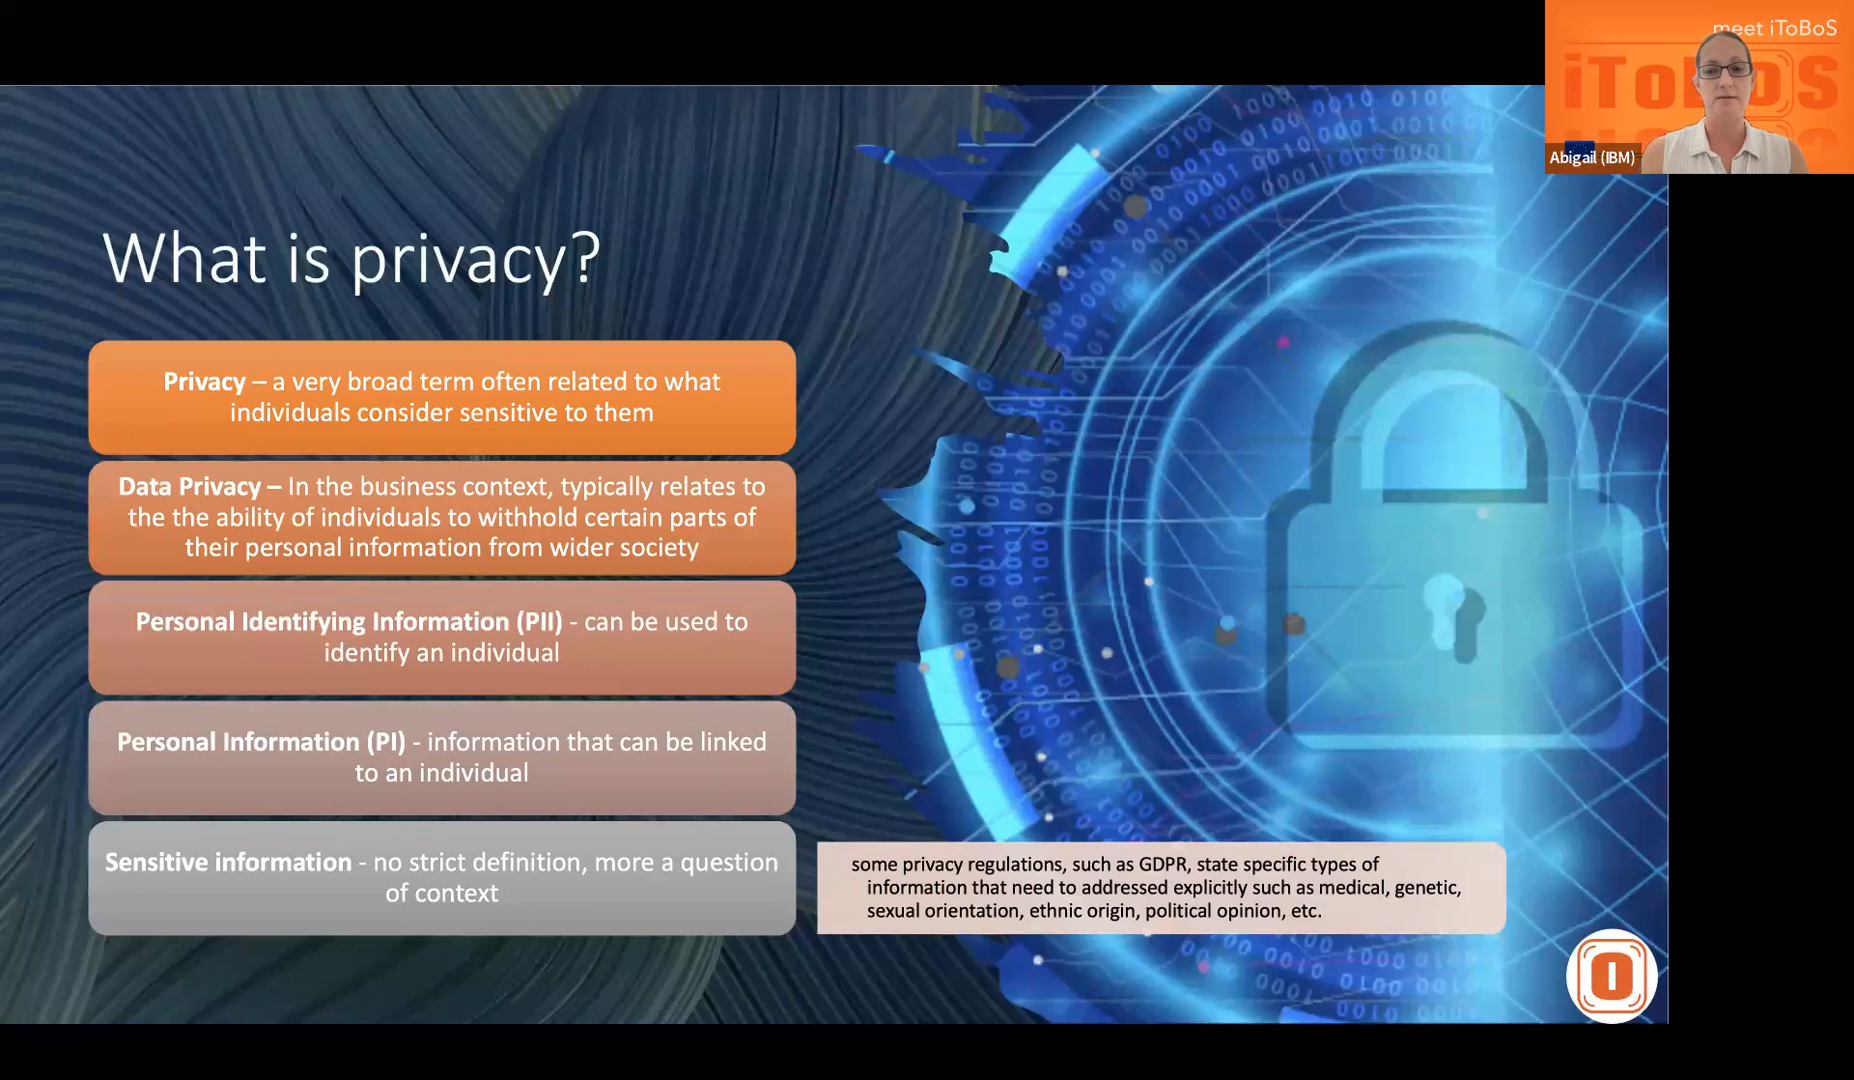 meet iToBoS
iToBoS
Abigail (IBM)
What is privacy?
Privacy – a very broad term often related to what
individuals consider sensitive to them
Data Privacy – In the business context, typically relates to
the the ability of individuals to withhold certain parts of
their personal information from wider society
Personal Identifying Information (PII) - can be used to
identify an individual
Personal Information (PI) - information that can be linked
to an individual
Sensitive information - no strict definition, more a question
of context
some privacy regulations, such as GDPR, state specific types of
information that need to addressed explicitly such as medical, genetic,
sexual orientation, ethnic origin, political opinion, etc.